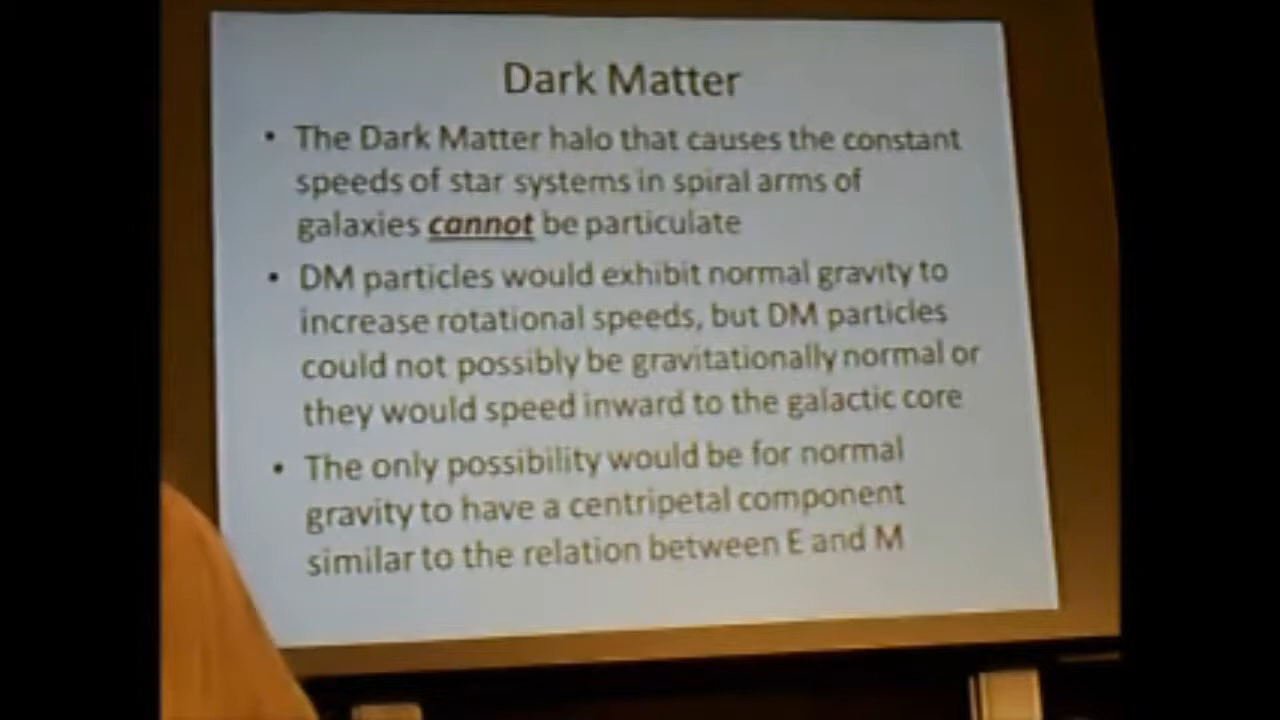 Dark Matter
• The Dark Matter halo that causes the constant
speeds of star systems in spiral arms of
galaxies cannot be particulate
• DM particles would exhibit normal gravity to
increase rotational speeds, but DM particles
could not possibly be gravitationally normal or
they would speed inward to the galactic core
• The only possibility would be for normal
gravity to have a centripetal component
similar to the relation between E and M